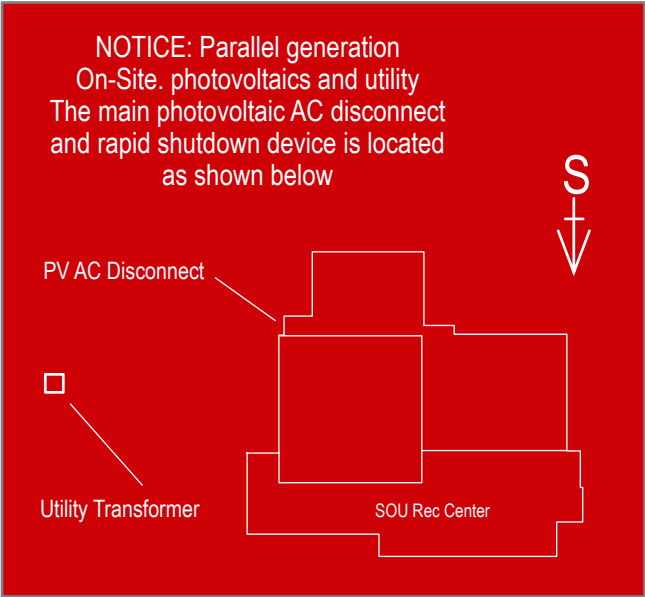 NOTICE: Parallel generation
On-Site. photovoltaics and utility
The main photovoltaic AC disconnect
and rapid shutdown device is located
as shown below
S
PV AC Disconnect
Utility Transformer
SOU Rec Center